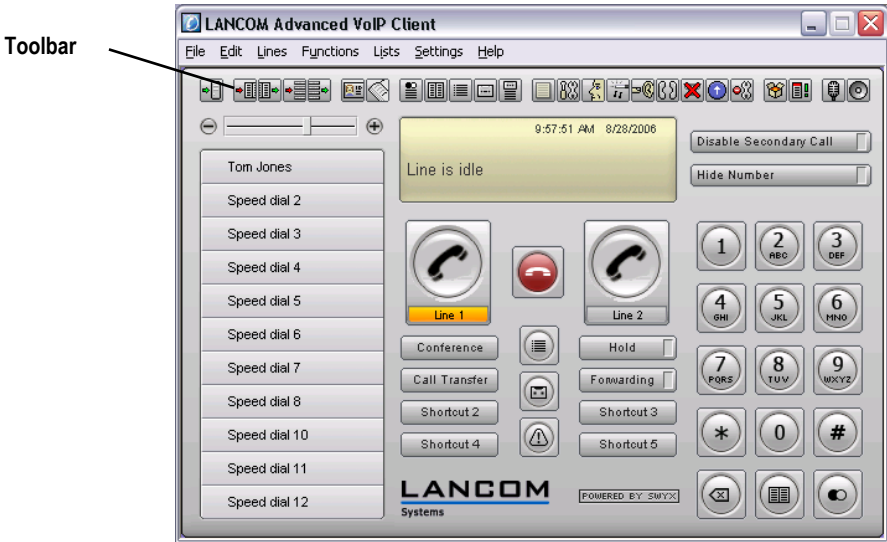 LANCOM Advanced VoIP Client
Toolbar
File Edit Lines Functions Lists Settings Help
9:57:51 AM 8/28/2006
Line is idle
Disable Secondary Call
Hide Number
Tom Jones
Speed dial 2
Speed dial 3
Speed dial 4
Speed dial 5
Speed dial 6
Speed dial 7
Speed dial 8
Speed dial 10
Speed dial 11
Speed dial 12
Line 1
Line 2
Conference
Hold
Call Transfer
Forwarding
Shortcut 2
Shortcut 3
Shortcut 4
Shortcut 5
LANCOM
Systems
POWERED BY SWYX
1
2 ABC
3 DEF
4 GHI
5 JKL
6 MNO
7 PQRS
8 TUV
9 WXYZ
*
0
#